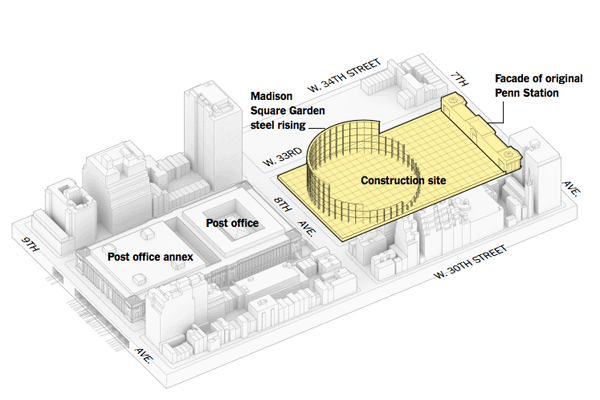 W. 34TH STREET
7TH
AVE.
Facade of original
Penn Station
Madison
Square Garden
steel rising
W. 33RD
Construction site
8TH
AVE.
Post office
Post office annex
9TH
AVE.
W. 30TH STREET